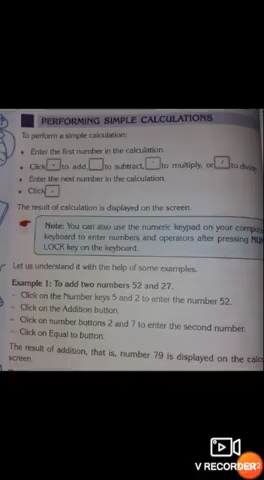 PERFORMING SIMPLE CALCULATIONS
To perform a simple calculation:
• Enter the first number in the calculation.
• Click + to add, to subtract, to multiply, or to divide
• Enter the next number in the calculation.
• Click
The result of calculation is displayed on the screen.
Note: You can also use the numeric keypad on your
keyboard to enter numbers and operators after pressing
LOCK key on the keyboard.
Let us understand it with the help of some examples.
Example 1: To add two numbers 52 and 27.
– Click on the Number keys 5 and 2 to enter the number 52.
– Click on the Addition button.
– Click on number buttons 2 and 7 to enter the second number.
– Click on Equal to button.
The result of addition, that is, number 79 is displayed on the
screen.
V RECORDER